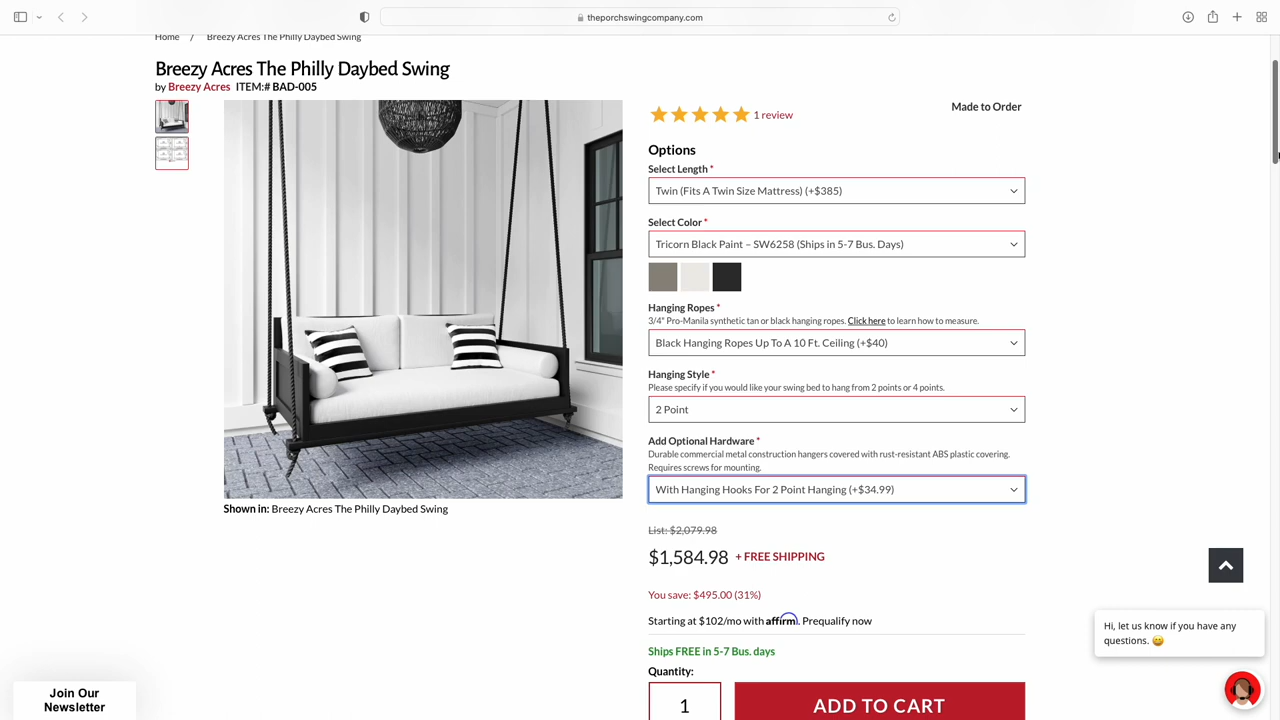 theporchswingcompany.com
Home / Breezy Acres The Philly Daybed Swing
Breezy Acres The Philly Daybed Swing
by Breezy Acres ITEM:# BAD-005
1 review
Made to Order
Options
Select Length *
Twin (Fits A Twin Size Mattress) (+$385)
Select Color *
Tricorn Black Paint – SW6258 (Ships in 5-7 Bus. Days)
Hanging Ropes *
3/4" Pro-Manila synthetic tan or black hanging ropes. Click here to learn how to measure.
Black Hanging Ropes Up To A 10 Ft. Ceiling (+$40)
Hanging Style *
Please specify if you would like your swing bed to hang from 2 points or 4 points.
2 Point
Add Optional Hardware *
Durable commercial metal construction hangers covered with rust-resistant ABS plastic covering.
Requires screws for mounting.
With Hanging Hooks For 2 Point Hanging (+$34.99)
Shown in: Breezy Acres The Philly Daybed Swing
List: $2,079.98
$1,584.98 + FREE SHIPPING
You save: $495.00 (31%)
Starting at $102/mo with affirm. Prequalify now
Ships FREE in 5-7 Bus. days
Quantity:
1
ADD TO CART
Hi, let us know if you have any
questions. 😀
Join Our
Newsletter